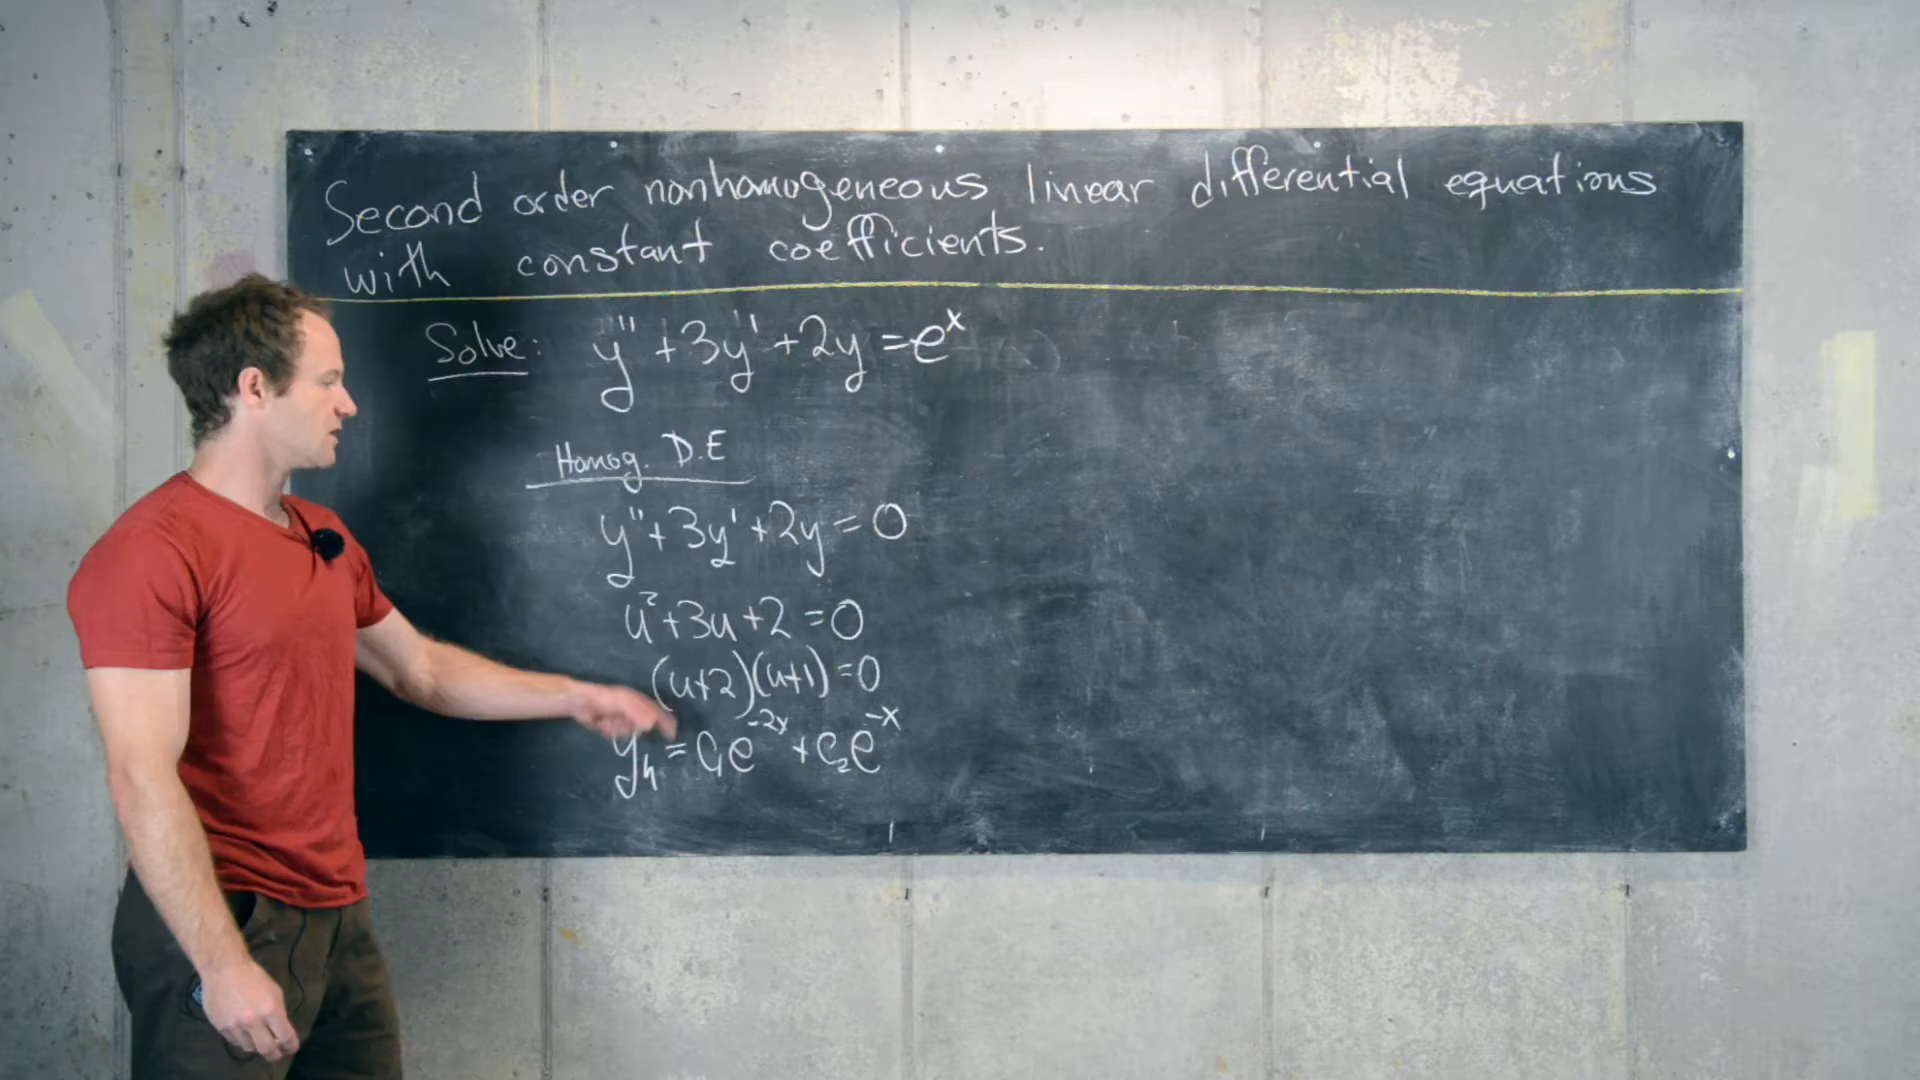 Second order nonhomogeneous linear differential equations
with constant coefficients.
Solve: y'' + 3y' + 2y = eˣ
Homog. D.E
y'' + 3y' + 2y = 0
u² + 3u + 2 = 0
(u+2)(u+1) = 0
y_h = c₁e^{-2x} + c₂e^{-x}